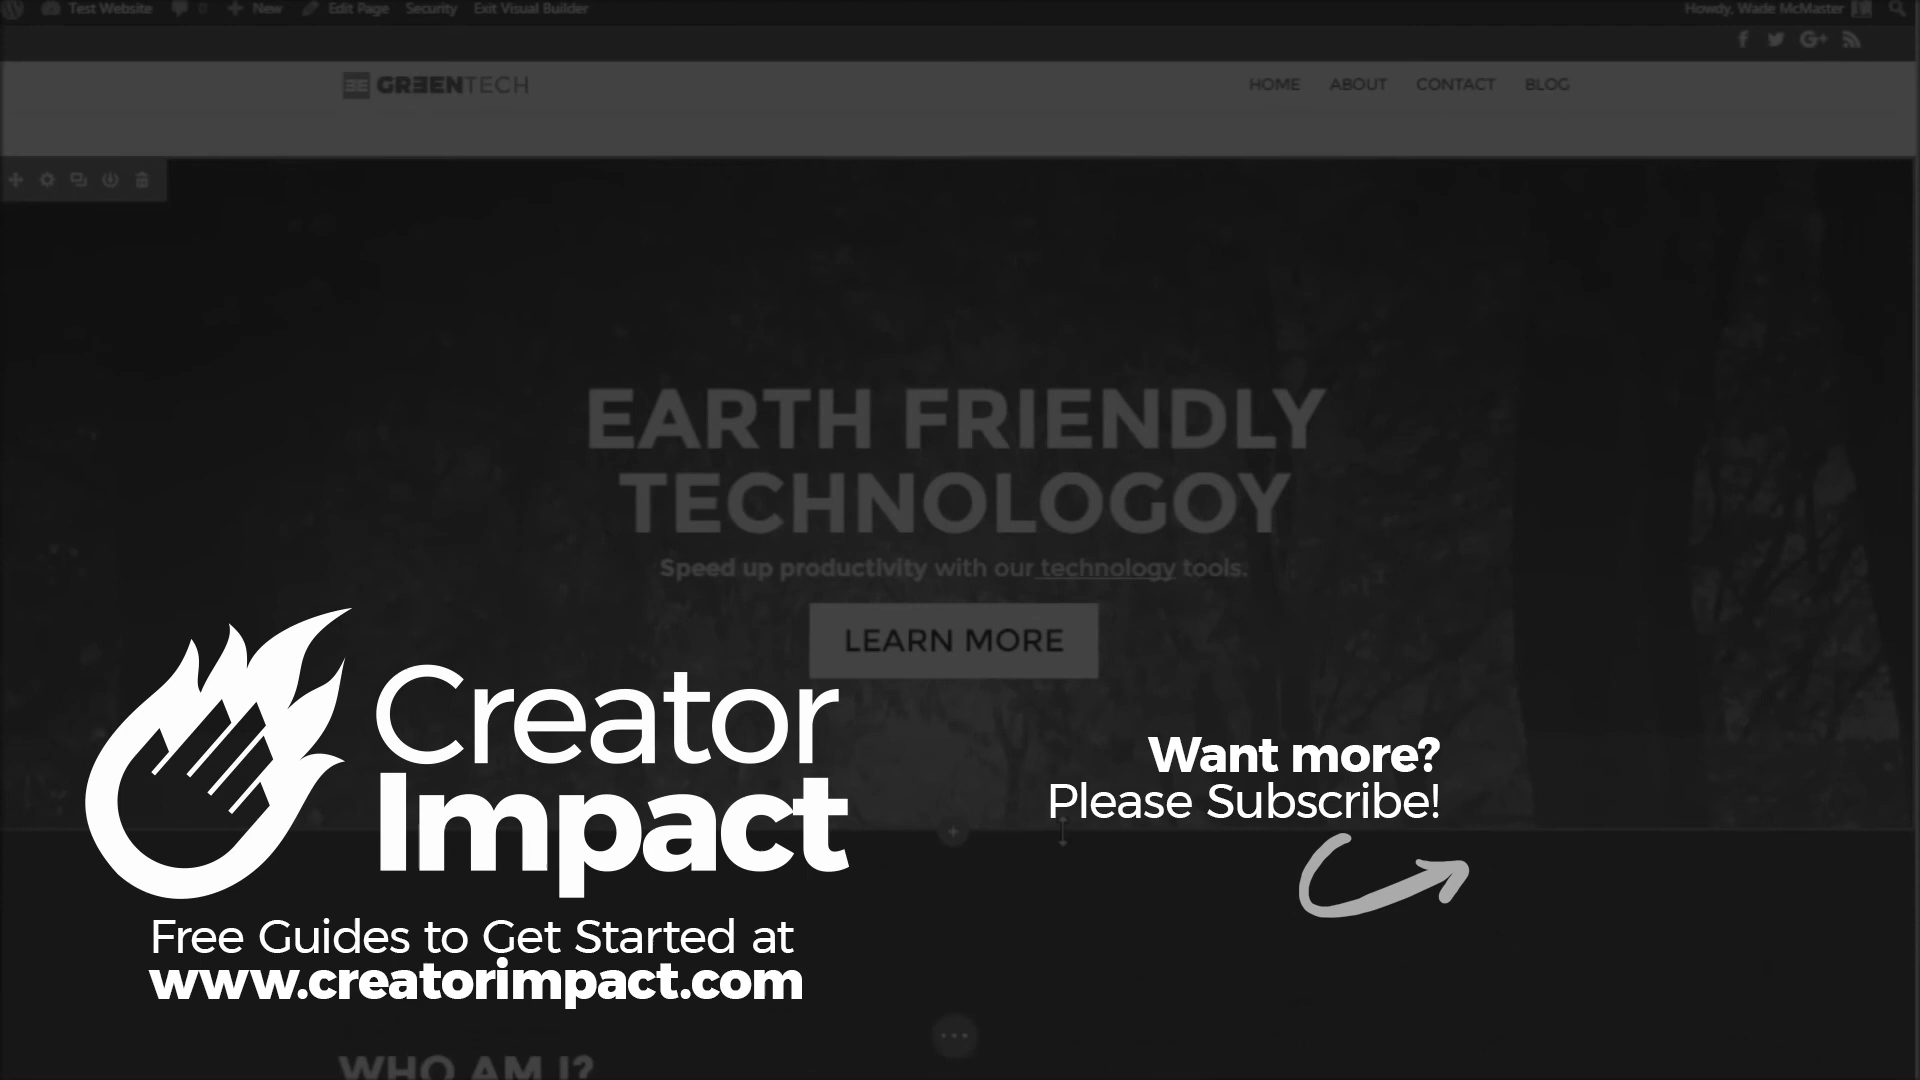 Test Website 0 New Edit Page Security Exit Visual Builder Howdy, Wade McMaster
GREENTECH HOME ABOUT CONTACT BLOG
EARTH FRIENDLY
TECHNOLOGOY
Speed up productivity with our technology tools.
LEARN MORE
Creator
Impact
Free Guides to Get Started at
www.creatorimpact.com
Want more?
Please Subscribe!
WHO AM I?